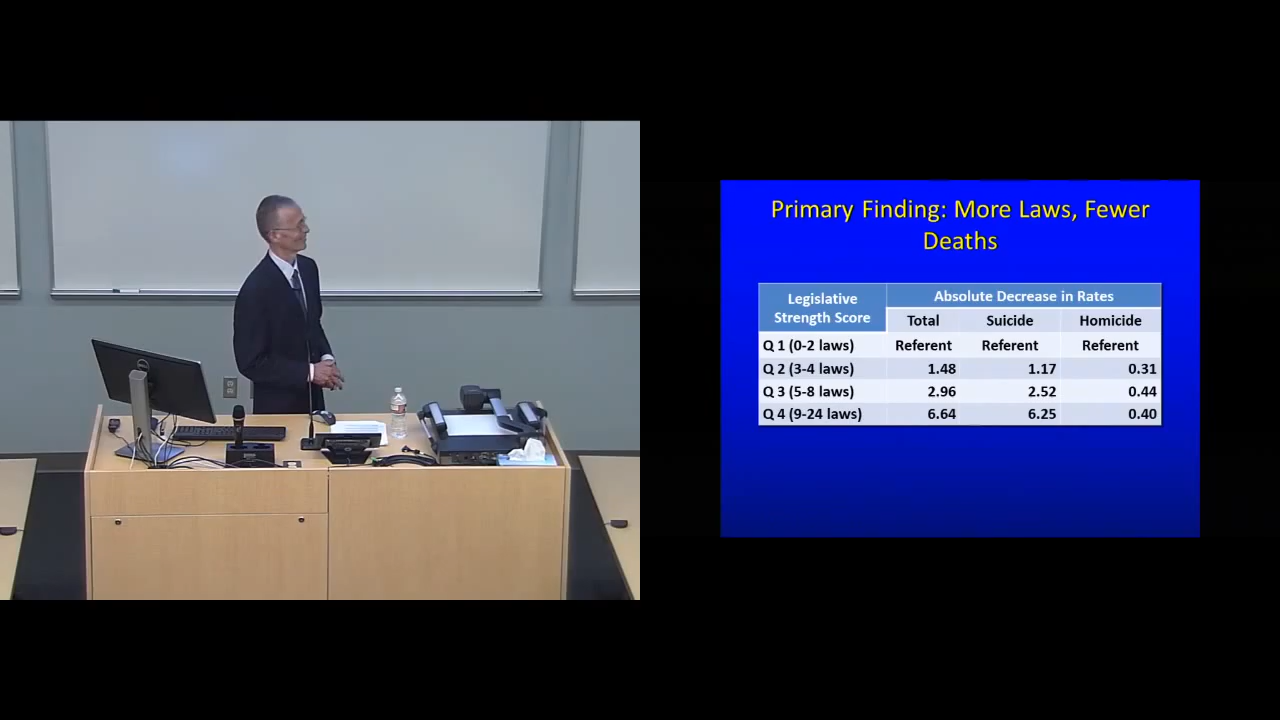 Primary Finding: More Laws, Fewer
Deaths
Legislative
Strength Score
Absolute Decrease in Rates
Total Suicide Homicide
Q 1 (0-2 laws) Referent Referent Referent
Q 2 (3-4 laws) 1.48 1.17 0.31
Q 3 (5-8 laws) 2.96 2.52 0.44
Q 4 (9-24 laws) 6.64 6.25 0.40